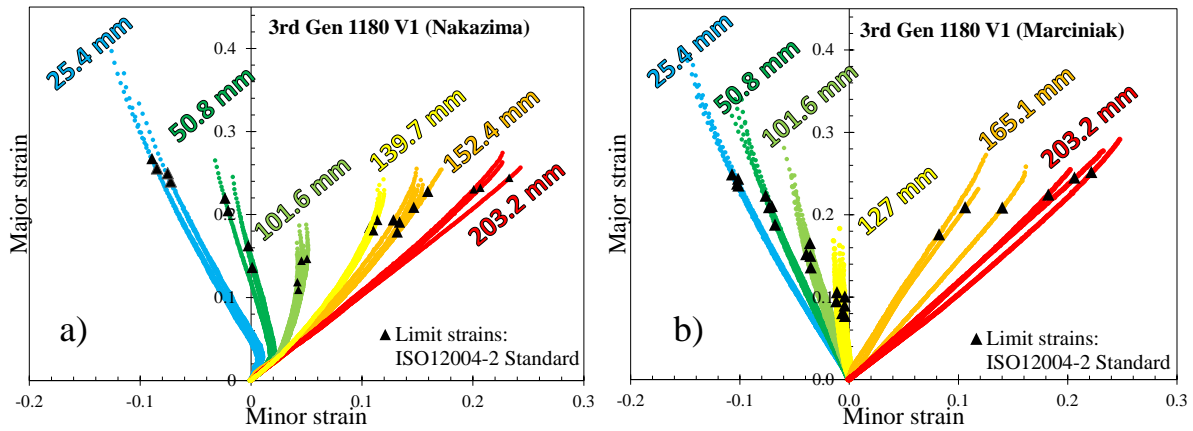 3rd Gen 1180 V1 (Nakazima)
25.4 mm
50.8 mm
101.6 mm
139.7 mm
152.4 mm
203.2 mm
Major strain
0.4
0.3
0.2
0.1
0
a)
▲ Limit strains:
ISO12004-2 Standard
-0.2
-0.1
0
0.1
0.2
0.3
Minor strain
3rd Gen 1180 V1 (Marciniak)
25.4 mm
50.8 mm
101.6 mm
127 mm
165.1 mm
203.2 mm
Major strain
0.4
0.3
0.2
0.1
0.0
b)
▲ Limit strains:
ISO12004-2 Standard
-0.2
-0.1
0
0.1
0.2
0.3
Minor strain